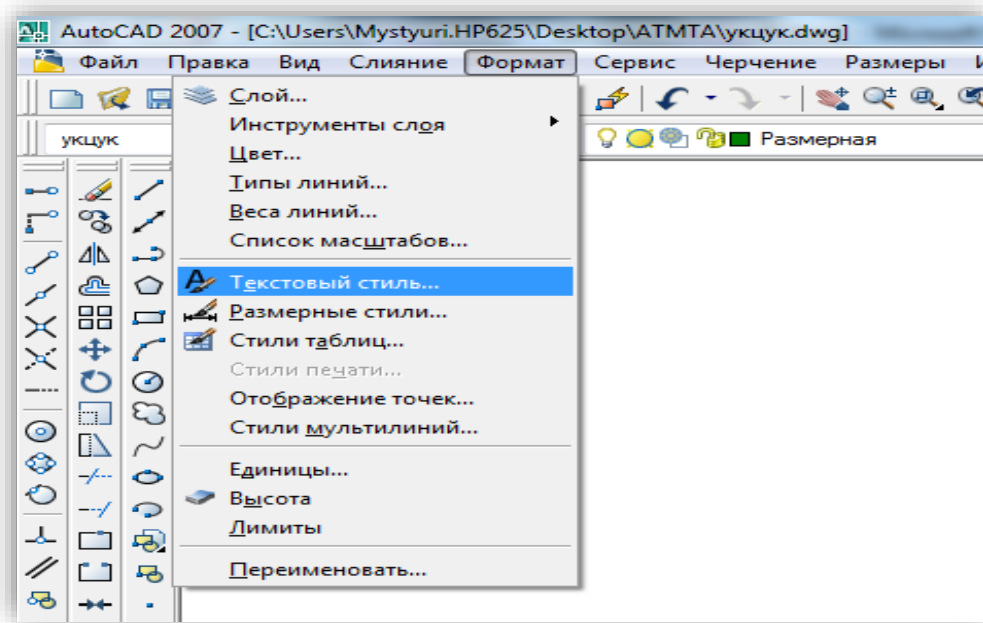 AutoCAD 2007 - [C:\Users\Mystyuri.HP625\Desktop\ATMTA\укцук.dwg]
Файл Правка Вид Слияние Формат Сервис Черчение Размеры
укцук
Размерная
Слой...
Инструменты слоя
Цвет...
Типы линий...
Веса линий...
Список масштабов...
Текстовый стиль...
Размерные стили...
Стили таблиц...
Стили печати...
Отображение точек...
Стили мультилиний...
Единицы...
Высота
Лимиты
Переименовать...